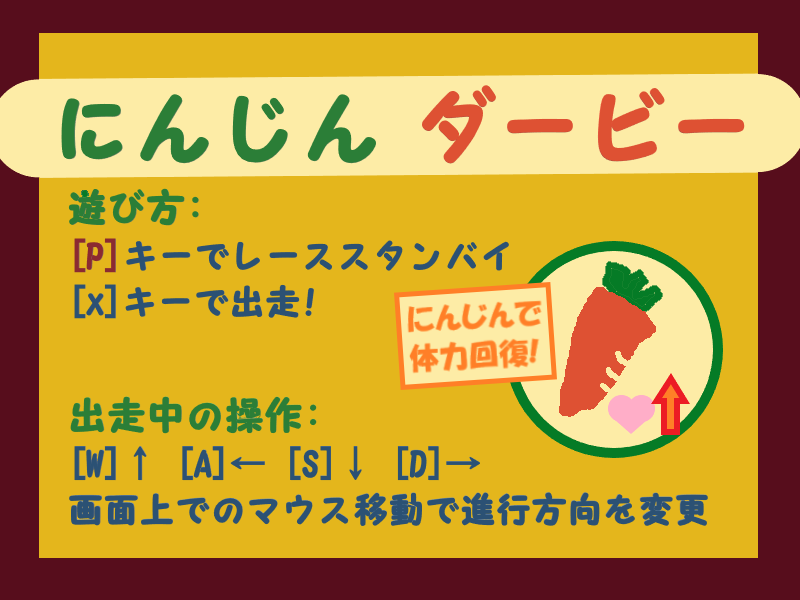 にんじん ダービー
遊び方:
[P]キーでレーススタンバイ
[x]キーで出走!
にんじんで
体力回復!
出走中の操作:
[W]↑ [A]← [S]↓ [D]→
画面上でのマウス移動で進行方向を変更